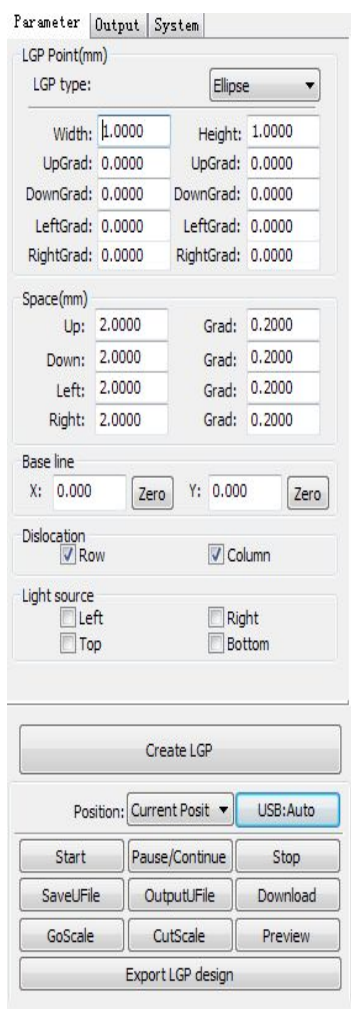 Parameter Output System
LGP Point(mm)
LGP type: Ellipse
Width: 1.0000 Height: 1.0000
UpGrad: 0.0000 UpGrad: 0.0000
DownGrad: 0.0000 DownGrad: 0.0000
LeftGrad: 0.0000 LeftGrad: 0.0000
RightGrad: 0.0000 RightGrad: 0.0000
Space(mm)
Up: 2.0000 Grad: 0.2000
Down: 2.0000 Grad: 0.2000
Left: 2.0000 Grad: 0.2000
Right: 2.0000 Grad: 0.2000
Base line
X: 0.000 Zero Y: 0.000 Zero
Dislocation
Row Column
Light source
Left Right
Top Bottom
Create LGP
Position: Current Posit USB:Auto
Start Pause/Continue Stop
SaveUFile OutputUFile Download
GoScale CutScale Preview
Export LGP design